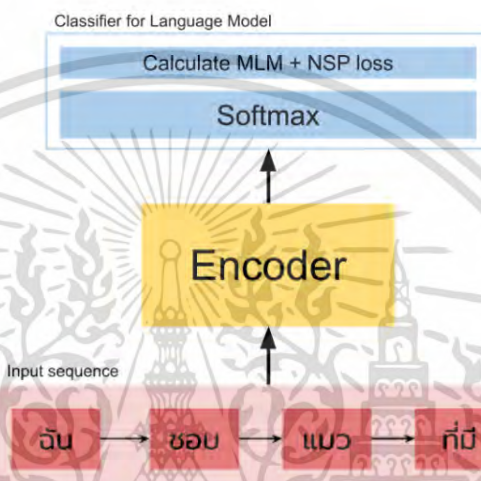 Classifier for Language Model
Calculate MLM + NSP loss
Softmax
Encoder
Input sequence
ฉัน ชอบ แมว ที่มี